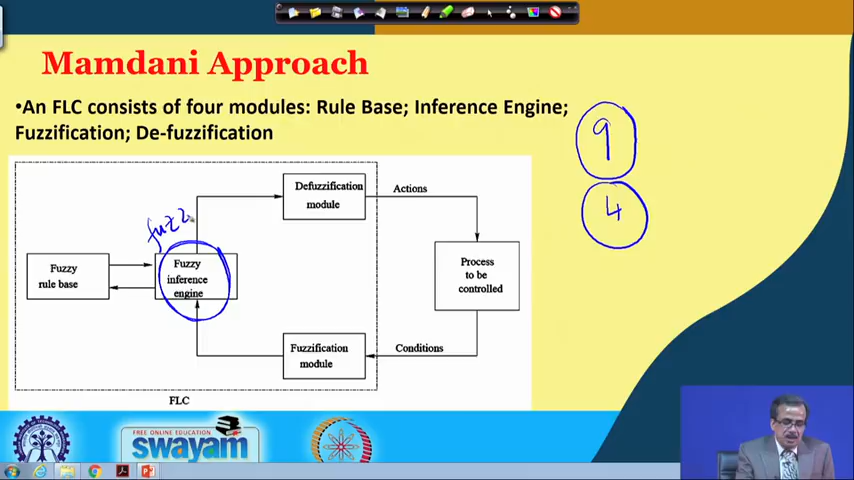 Mamdani Approach
•An FLC consists of four modules: Rule Base; Inference Engine;
Fuzzification; De-fuzzification
9
4
Defuzzification
module
Actions
fuzz
Fuzzy
rule base
Fuzzy
inference
engine
Process
to be
controlled
Fuzzification
module
Conditions
FLC
FREE ONLINE EDUCATION
swayam